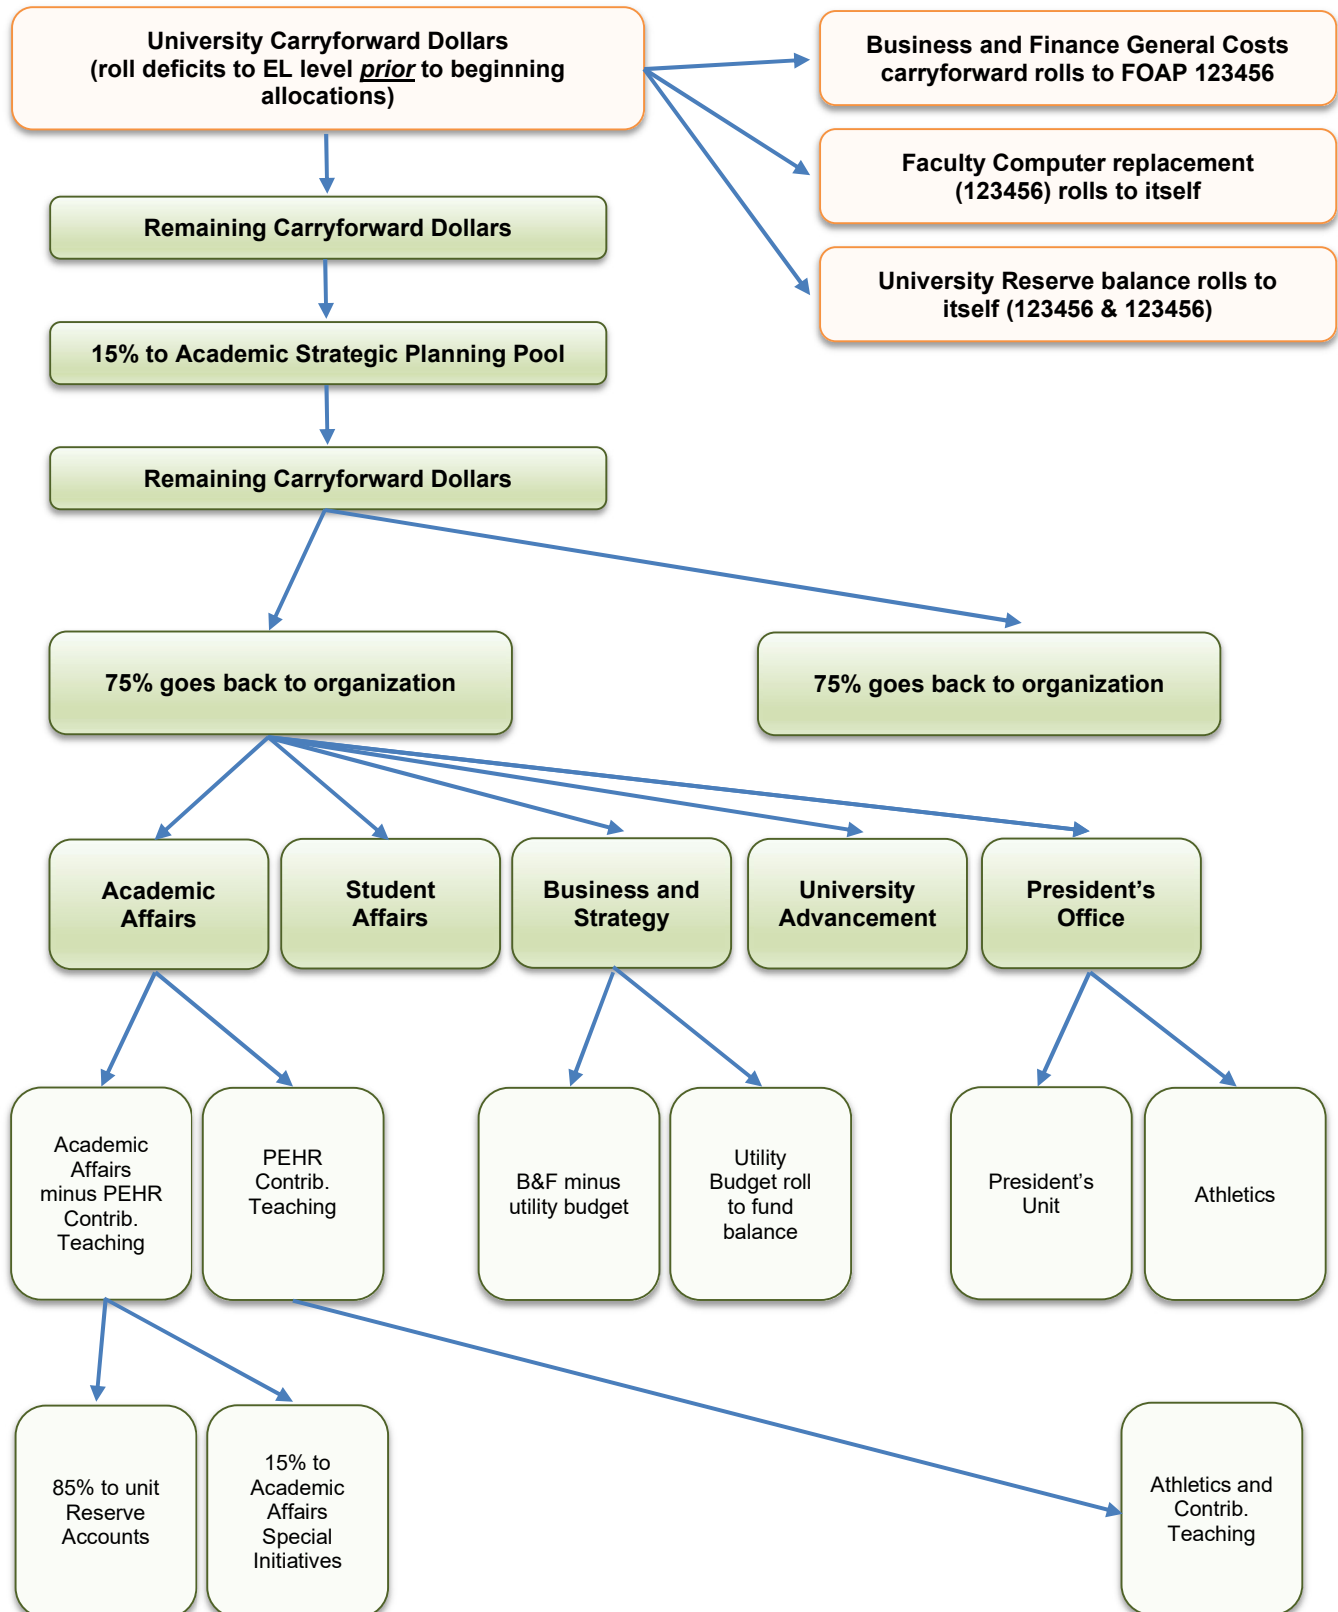 University Carryforward Dollars
(roll deficits to EL level prior to beginning
allocations)
Business and Finance General Costs
carryforward rolls to FOAP 123456
Faculty Computer replacement
(123456) rolls to itself
University Reserve balance rolls to
itself (123456 & 123456)
Remaining Carryforward Dollars
15% to Academic Strategic Planning Pool
Remaining Carryforward Dollars
75% goes back to organization
75% goes back to organization
Academic
Affairs
Student
Affairs
Business and
Strategy
University
Advancement
President’s
Office
Academic
Affairs
minus PEHR
Contrib.
Teaching
PEHR
Contrib.
Teaching
B&F minus
utility budget
Utility
Budget roll
to fund
balance
President’s
Unit
Athletics
85% to unit
Reserve
Accounts
15% to
Academic
Affairs
Special
Initiatives
Athletics and
Contrib.
Teaching